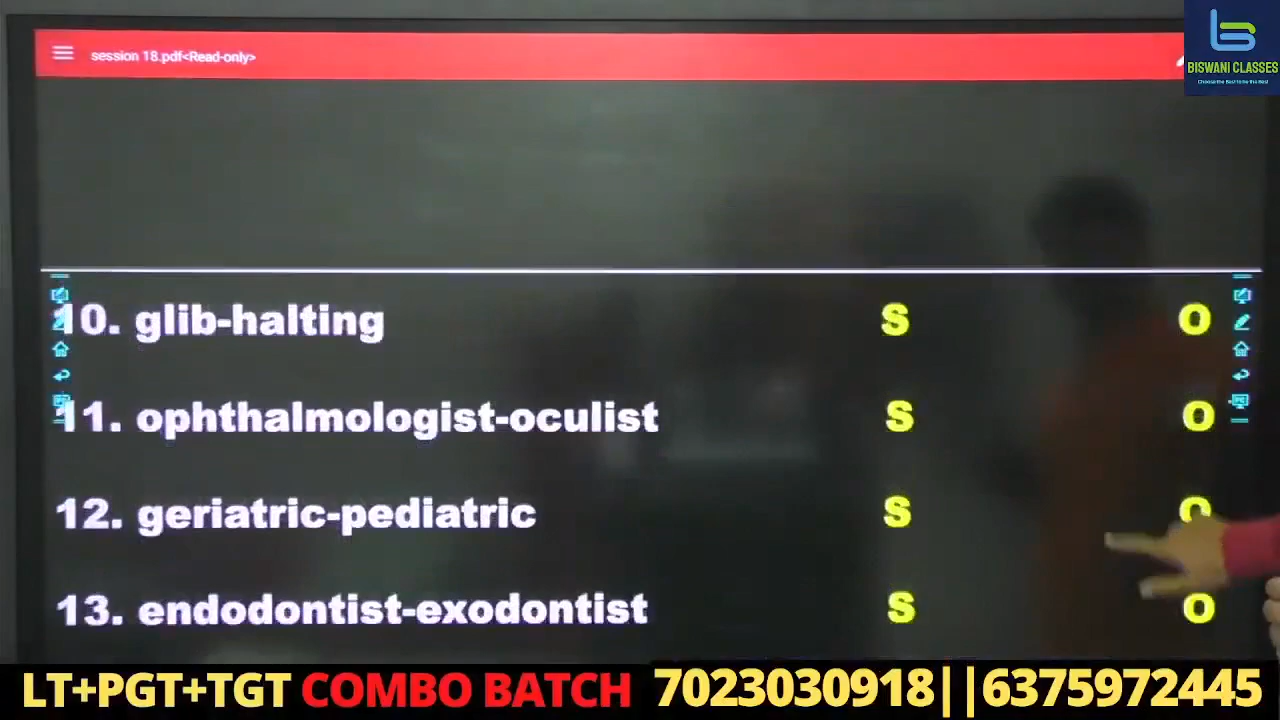 session 18.pdf<Read-only>
BISWANI CLASSES
10. glib-halting S O
11. ophthalmologist-oculist S O
12. geriatric-pediatric S O
13. endodontist-exodontist S O
LT+PGT+TGT COMBO BATCH 7023030918||6375972445